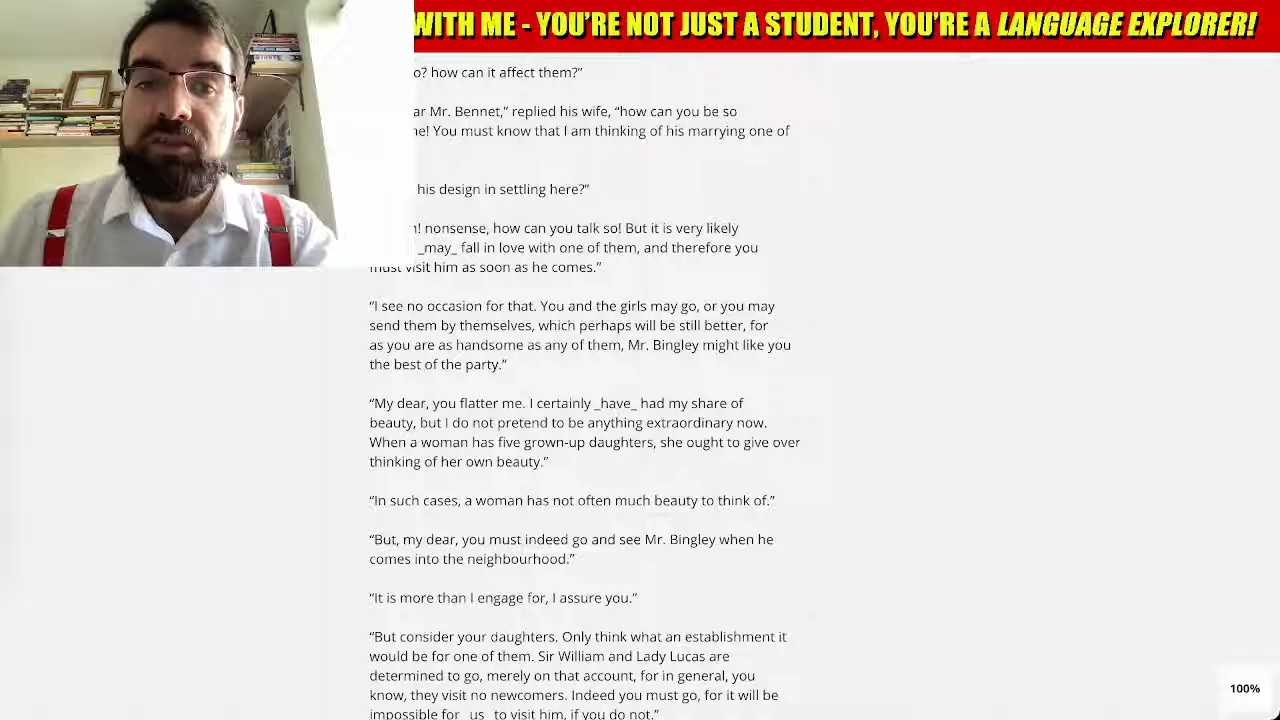 WITH ME - YOU’RE NOT JUST A STUDENT, YOU’RE A LANGUAGE EXPLORER!
o? how can it affect them?”
ar Mr. Bennet,” replied his wife, “how can you be so
e! You must know that I am thinking of his marrying one of
his design in settling here?”
! nonsense, how can you talk so! But it is very likely
_may_ fall in love with one of them, and therefore you
must visit him as soon as he comes.”
“I see no occasion for that. You and the girls may go, or you may
send them by themselves, which perhaps will be still better, for
as you are as handsome as any of them, Mr. Bingley might like you
the best of the party.”
“My dear, you flatter me. I certainly _have_ had my share of
beauty, but I do not pretend to be anything extraordinary now.
When a woman has five grown-up daughters, she ought to give over
thinking of her own beauty.”
“In such cases, a woman has not often much beauty to think of.”
“But, my dear, you must indeed go and see Mr. Bingley when he
comes into the neighbourhood.”
“It is more than I engage for, I assure you.”
“But consider your daughters. Only think what an establishment it
would be for one of them. Sir William and Lady Lucas are
determined to go, merely on that account, for in general, you
know, they visit no newcomers. Indeed you must go, for it will be
impossible for _us_ to visit him, if you do not.”
100%